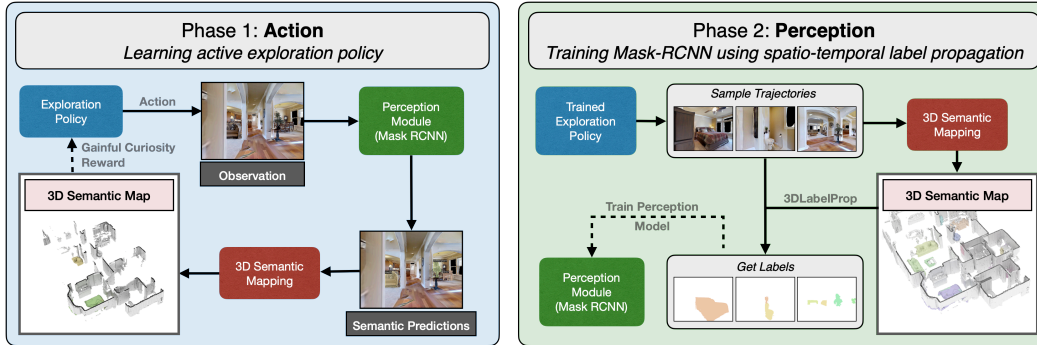 Phase 1: Action
Learning active exploration policy
Exploration
Policy
Action
Perception
Module
(Mask RCNN)
Gainful Curiosity
Reward
Observation
3D Semantic Map
3D Semantic
Mapping
Semantic Predictions
Phase 2: Perception
Training Mask-RCNN using spatio-temporal label propagation
Trained
Exploration
Policy
Sample Trajectories
3D Semantic
Mapping
3D Semantic Map
3DLabelProp
Train Perception
Model
Perception
Module
(Mask RCNN)
Get Labels